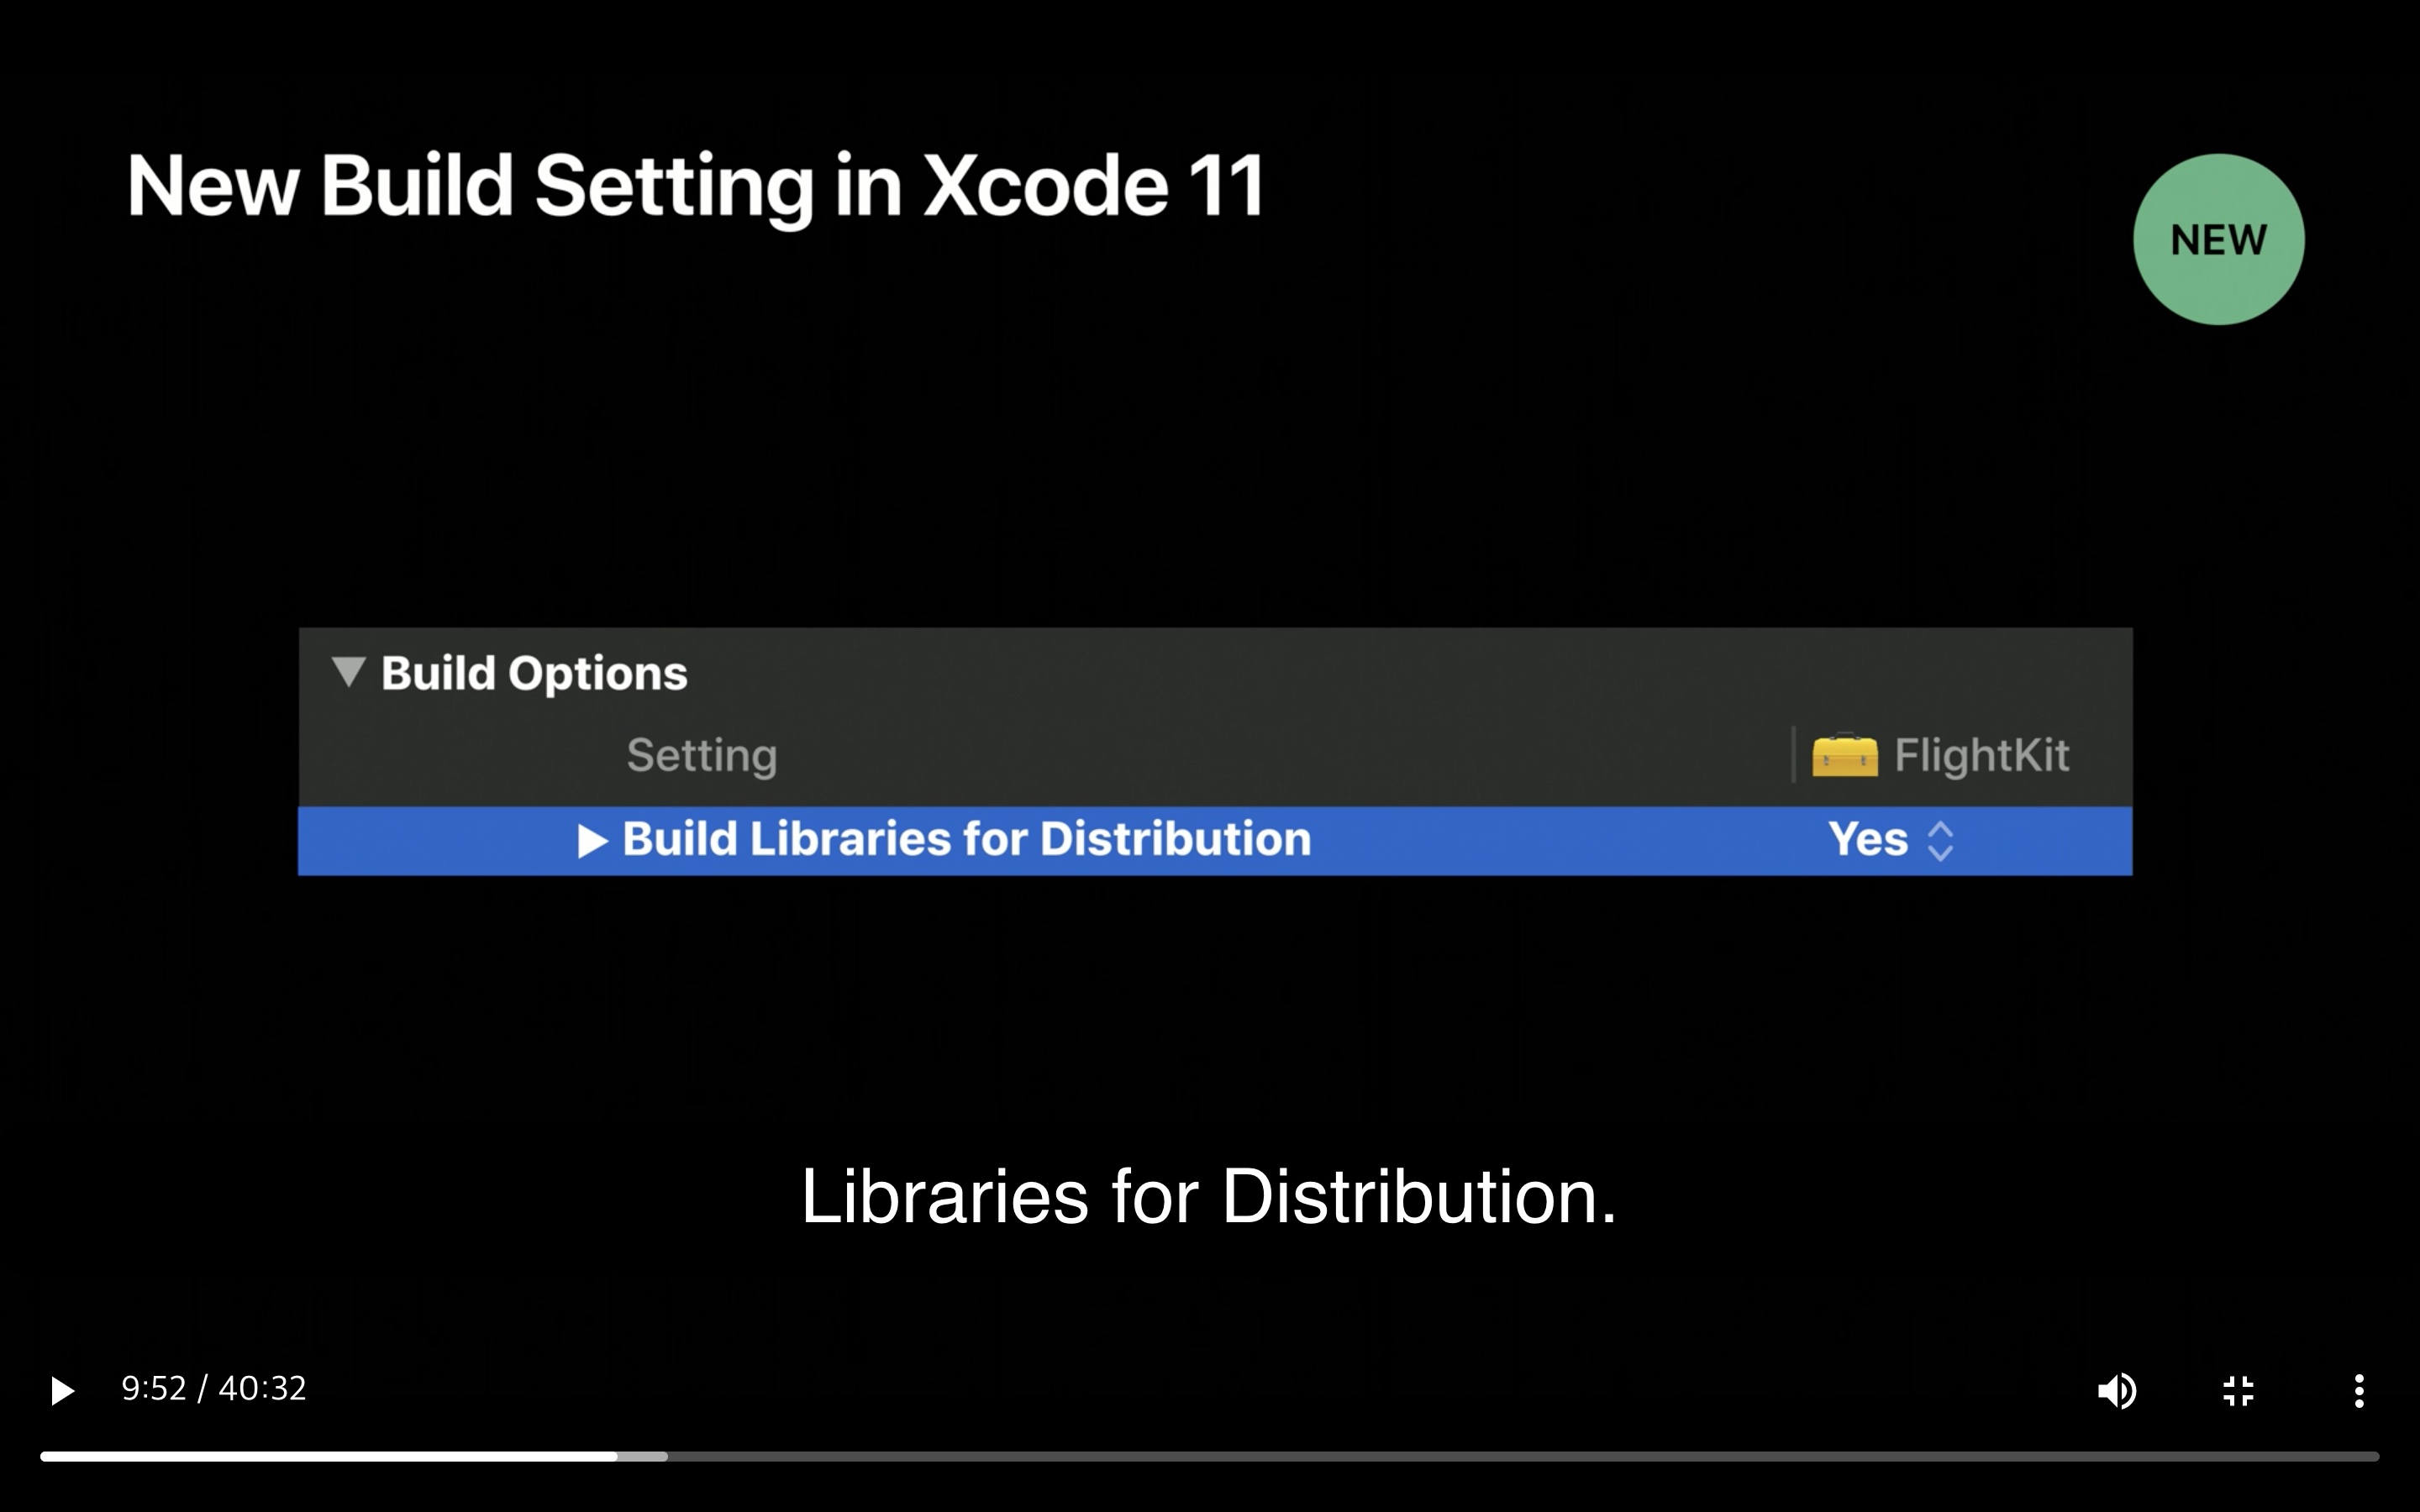 New Build Setting in Xcode 11
NEW
Build Options
Setting
FlightKit
Build Libraries for Distribution
Yes
Libraries for Distribution.
9:52 / 40:32